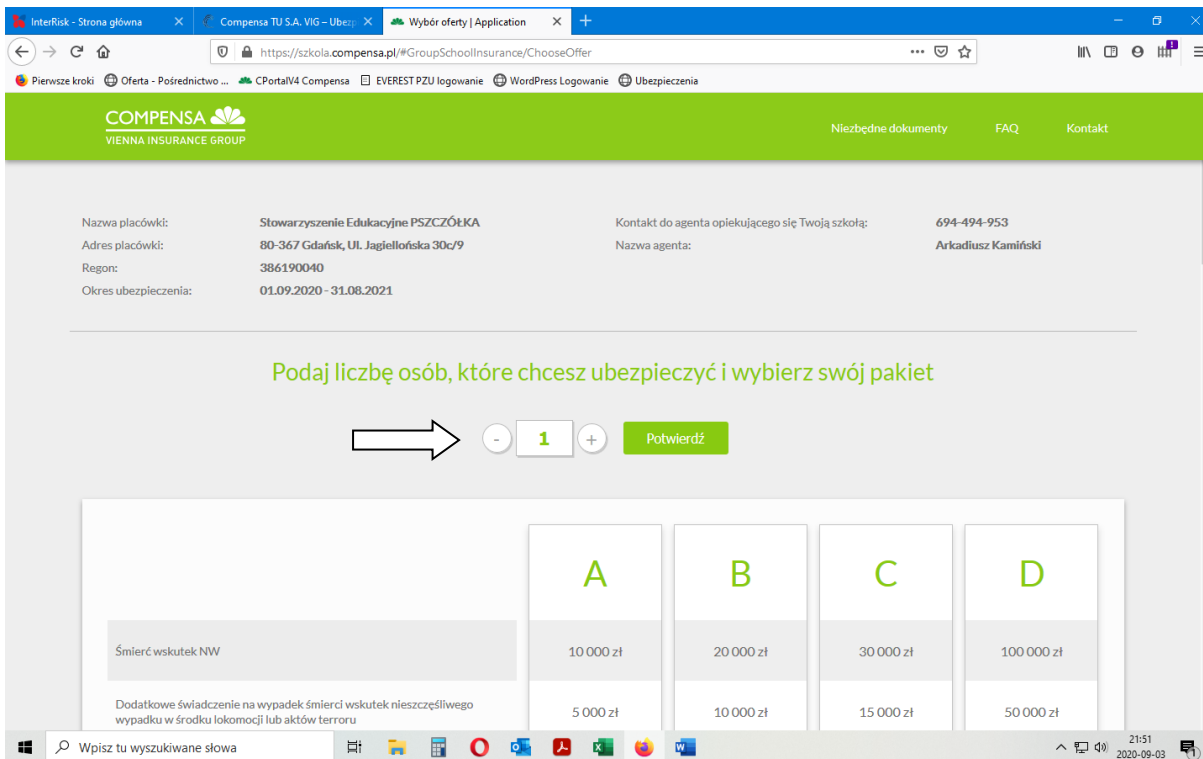 InterRisk - Strona główna
Compensa TU S.A. VIG – Ubezp
Wybór oferty | Application
https://szkola.compensa.pl/#GroupSchoolInsurance/ChooseOffer
Pierwsze kroki Oferta - Pośrednictwo ... CPortalV4 Compensa EVEREST PZU logowanie WordPress Logowanie Ubezpieczenia
COMPENSA
VIENNA INSURANCE GROUP
Niezbędne dokumenty FAQ Kontakt
Nazwa placówki: Stowarzyszenie Edukacyjne PSZCZÓŁKA Kontakt do agenta opiekującego się Twoją szkołą: 694-494-953
Adres placówki: 80-367 Gdańsk, Ul. Jagiellońska 30c/9 Nazwa agenta: Arkadiusz Kamiński
Regon: 386190040
Okres ubezpieczenia: 01.09.2020 - 31.08.2021
Podaj liczbę osób, które chcesz ubezpieczyć i wybierz swój pakiet
- 1 + Potwierdź
A B C D
Śmierć wskutek NW 10 000 zł 20 000 zł 30 000 zł 100 000 zł
Dodatkowe świadczenie na wypadek śmierci wskutek nieszczęśliwego
wypadku w środku lokomocji lub aktów terroru 5 000 zł 10 000 zł 15 000 zł 50 000 zł
Wpisz tu wyszukiwane słowa
21:51
2020-09-03